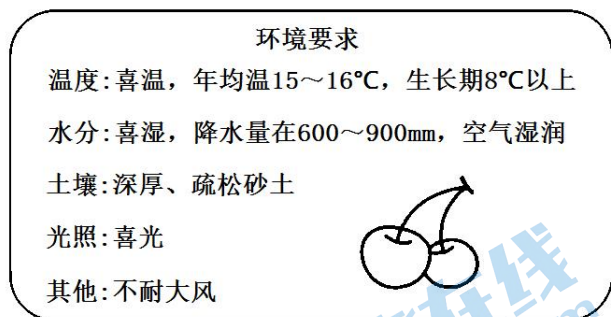 环境要求
温度:喜温，年均温15～16℃，生长期8℃以上
水分:喜湿，降水量在600～900mm，空气湿润
土壤:深厚、疏松砂土
光照:喜光
其他:不耐大风
在线